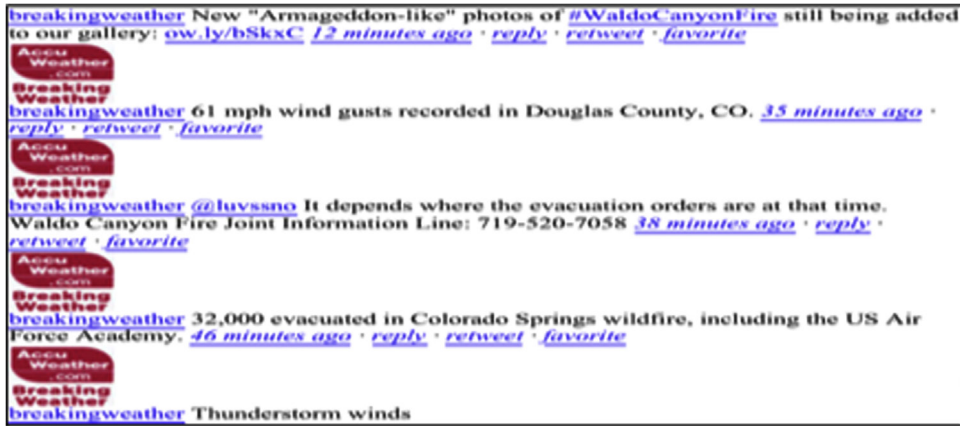 breakingweather New "Armageddon-like" photos of #WaldoCanyonFire still being added
to our gallery: ow.ly/bSkxC 12 minutes ago · reply · retweet · favorite
Accu
Weather
.com
Breaking
Weather
breakingweather 61 mph wind gusts recorded in Douglas County, CO. 35 minutes ago ·
reply · retweet · favorite
Accu
Weather
.com
Breaking
Weather
breakingweather @luvssno It depends where the evacuation orders are at that time.
Waldo Canyon Fire Joint Information Line: 719-520-7058 38 minutes ago · reply ·
retweet · favorite
Accu
Weather
.com
Breaking
Weather
breakingweather 32,000 evacuated in Colorado Springs wildfire, including the US Air
Force Academy. 46 minutes ago · reply · retweet · favorite
Accu
Weather
.com
Breaking
Weather
breakingweather Thunderstorm winds